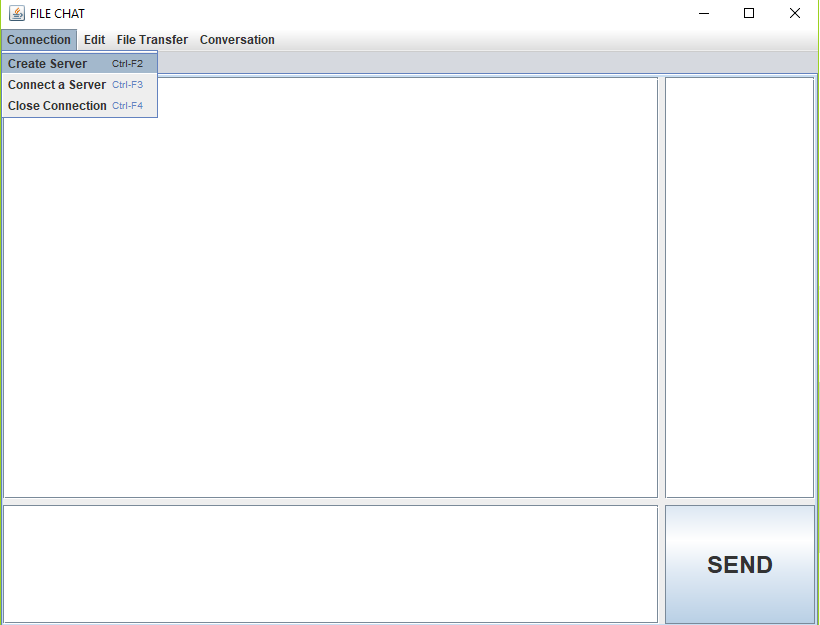 FILE CHAT
Connection Edit File Transfer Conversation
Create Server Ctrl-F2
Connect a Server Ctrl-F3
Close Connection Ctrl-F4
SEND